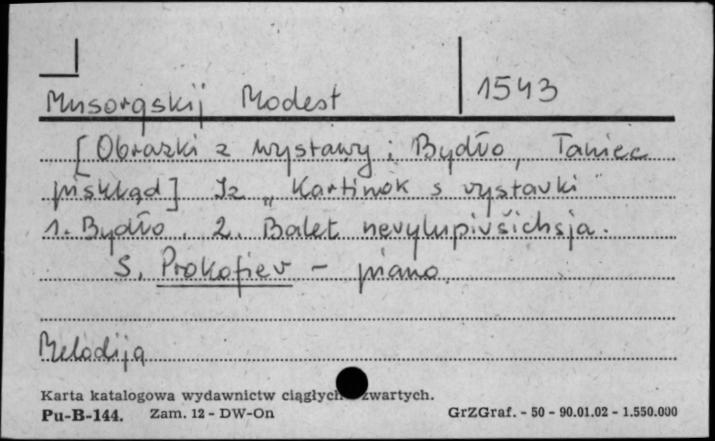 Musorgskij Modest
1543
[Obrazki z wystawy; Bydło, Taniec
pisklląd] Iz „Kartinok s vystavki"
1. Bydło. 2. Balet nevylupivšichsja.
S. Prokofiev - piano.
Melodija
Karta katalogowa wydawnictw ciągłych zwartych.
Pu-B-144. Zam. 12 - DW-On GrZGraf. - 50 - 90.01.02 - 1.550.000